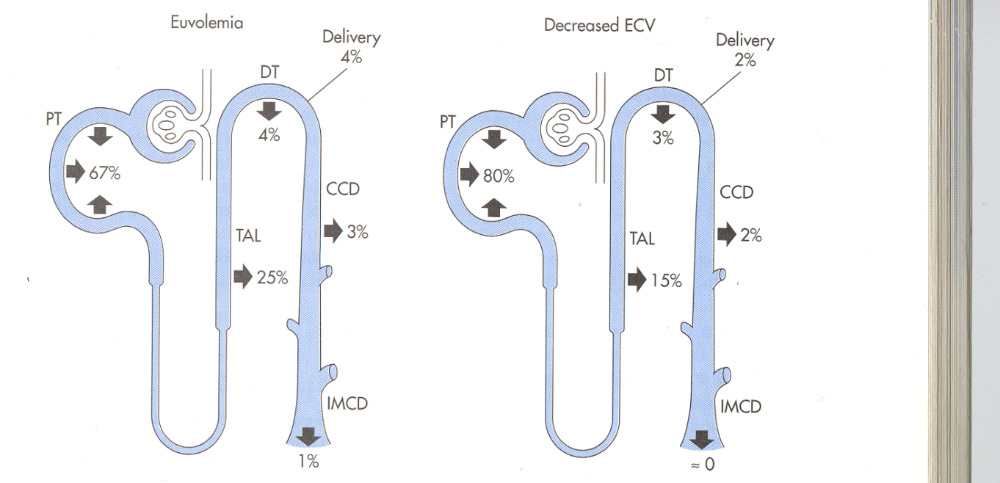 Euvolemia
Delivery
4%
DT
PT
4%
67%
CCD
3%
TAL
25%
IMCD
1%
Decreased ECV
Delivery
2%
DT
PT
3%
80%
CCD
2%
TAL
15%
IMCD
≈ 0